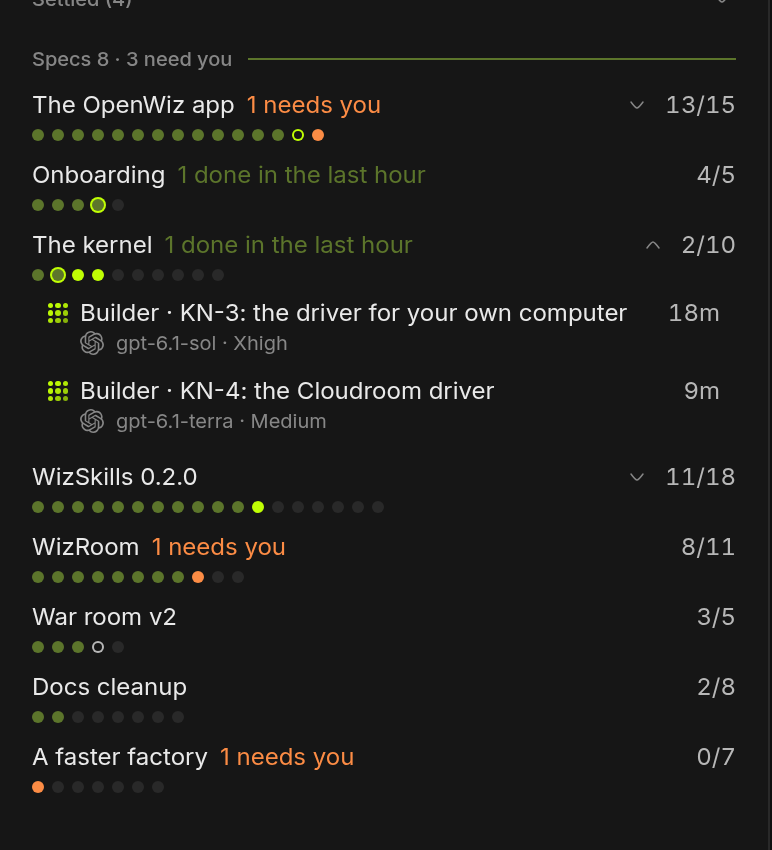 Settled (4)
Specs 8 · 3 need you
The OpenWiz app 1 needs you 13/15
Onboarding 1 done in the last hour 4/5
The kernel 1 done in the last hour 2/10
Builder · KN-3: the driver for your own computer 18m
gpt-6.1-sol · Xhigh
Builder · KN-4: the Cloudroom driver 9m
gpt-6.1-terra · Medium
WizSkills 0.2.0 11/18
WizRoom 1 needs you 8/11
War room v2 3/5
Docs cleanup 2/8
A faster factory 1 needs you 0/7